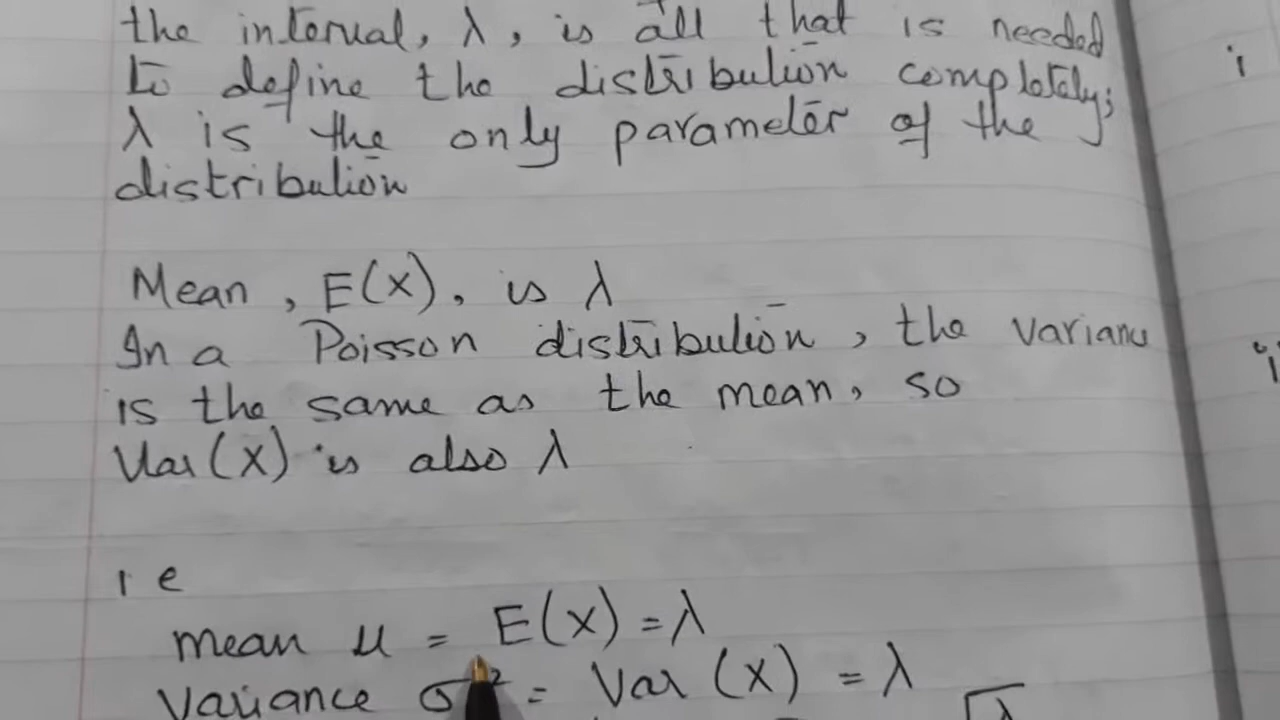 the interval, λ, is all that is needed
to define the distribution completely;
λ is the only parameter of the
distribution
Mean, E(X), is λ
In a Poisson distribution, the variance
is the same as the mean, so
Var(X) is also λ
i e
mean μ = E(X) = λ
Variance σ² = Var (X) = λ